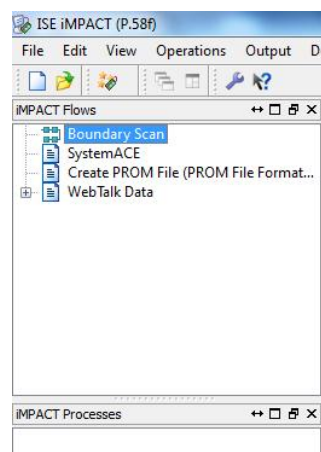 ISE iMPACT (P.58f)
File Edit View Operations Output D
iMPACT Flows
Boundary Scan
SystemACE
Create PROM File (PROM File Format...
WebTalk Data
iMPACT Processes